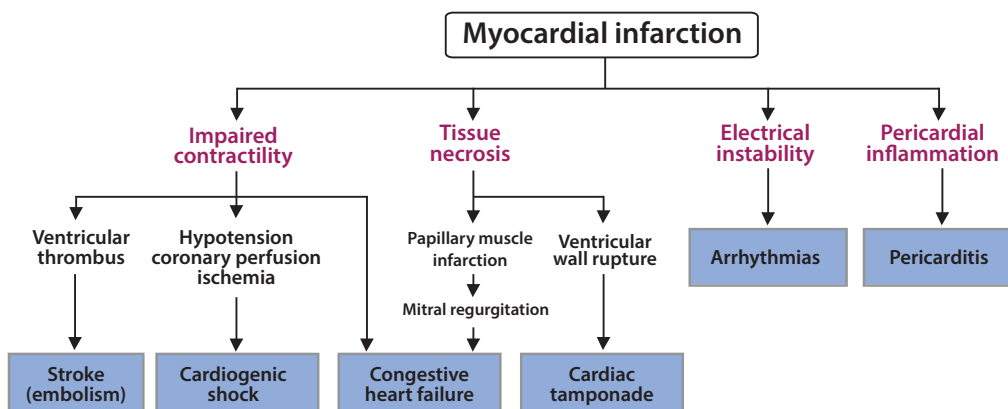 Myocardial infarction
Impaired
contractility
Tissue
necrosis
Electrical
instability
Pericardial
inflammation
Ventricular
thrombus
Hypotension
coronary perfusion
ischemia
Papillary muscle
infarction
Mitral regurgitation
Ventricular
wall rupture
Arrhythmias
Pericarditis
Stroke
(embolism)
Cardiogenic
shock
Congestive
heart failure
Cardiac
tamponade